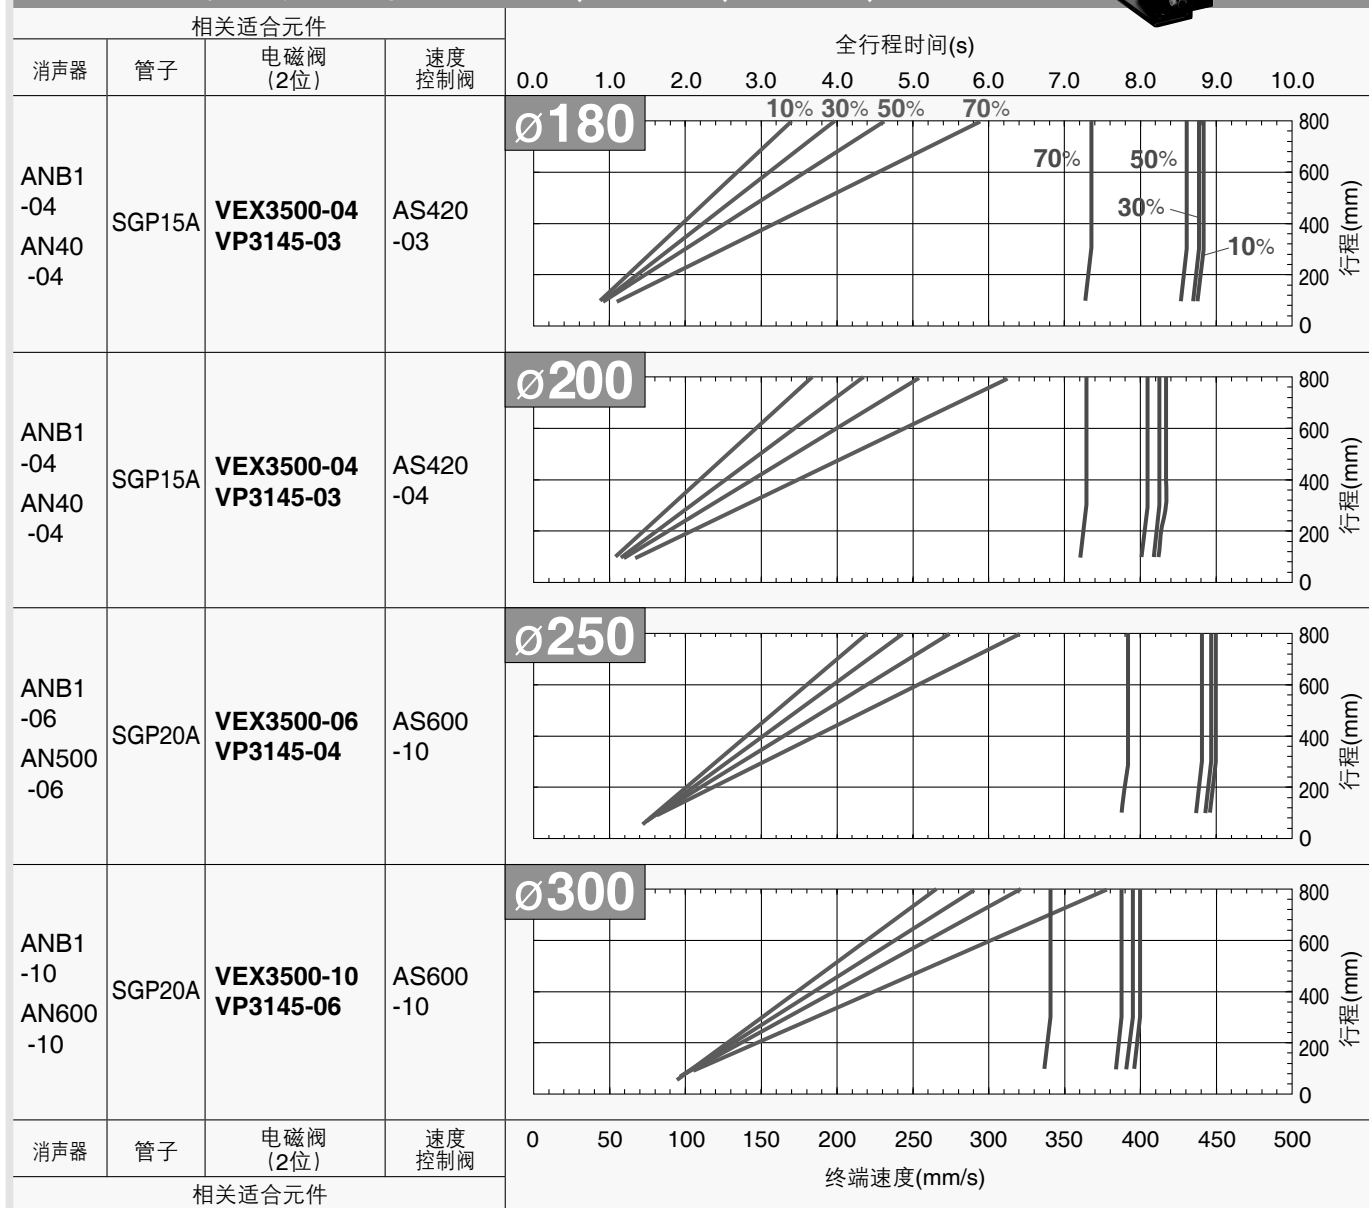 相关适合元件
消声器 管子 电磁阀 (2位) 速度 控制阀
全行程时间(s)
0.0 1.0 2.0 3.0 4.0 5.0 6.0 7.0 8.0 9.0 10.0
ANB1
-04
AN40
-04
SGP15A
VEX3500-04
VP3145-03
AS420
-03
ø180
10% 30% 50% 70%
70% 50%
30%
10%
800
600
400
200
0
行程(mm)
ANB1
-04
AN40
-04
SGP15A
VEX3500-04
VP3145-03
AS420
-04
ø200
800
600
400
200
0
行程(mm)
ANB1
-06
AN500
-06
SGP20A
VEX3500-06
VP3145-04
AS600
-10
ø250
800
600
400
200
0
行程(mm)
ANB1
-10
AN600
-10
SGP20A
VEX3500-10
VP3145-06
AS600
-10
ø300
800
600
400
200
0
行程(mm)
消声器 管子 电磁阀 (2位) 速度 控制阀
相关适合元件
0 50 100 150 200 250 300 350 400 450 500
终端速度(mm/s)